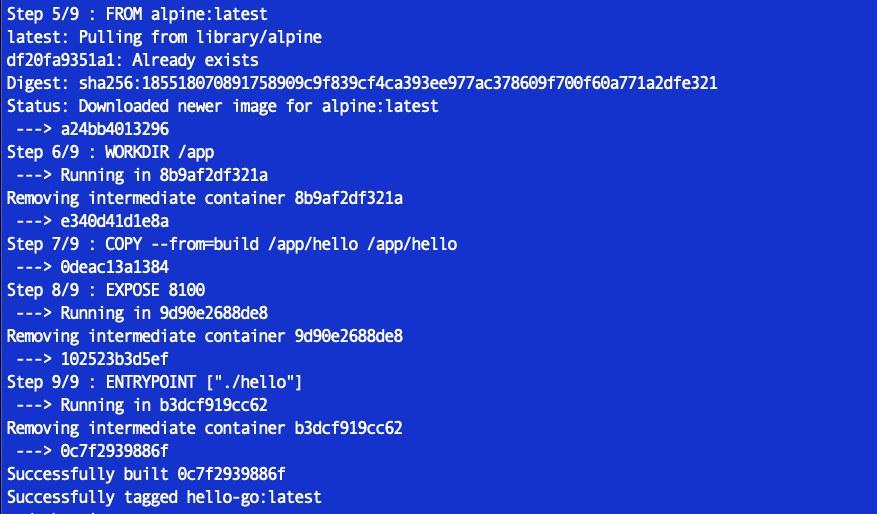 Step 5/9 : FROM alpine:latest
latest: Pulling from library/alpine
df20fa9351a1: Already exists
Digest: sha256:185518070891758909c9f839cf4ca393ee977ac378609f700f60a771a2dfe321
Status: Downloaded newer image for alpine:latest
 ---> a24bb4013296
Step 6/9 : WORKDIR /app
 ---> Running in 8b9af2df321a
Removing intermediate container 8b9af2df321a
 ---> e340d41d1e8a
Step 7/9 : COPY --from=build /app/hello /app/hello
 ---> 0deac13a1384
Step 8/9 : EXPOSE 8100
 ---> Running in 9d90e2688de8
Removing intermediate container 9d90e2688de8
 ---> 102523b3d5ef
Step 9/9 : ENTRYPOINT ["./hello"]
 ---> Running in b3dcf919cc62
Removing intermediate container b3dcf919cc62
 ---> 0c7f2939886f
Successfully built 0c7f2939886f
Successfully tagged hello-go:latest